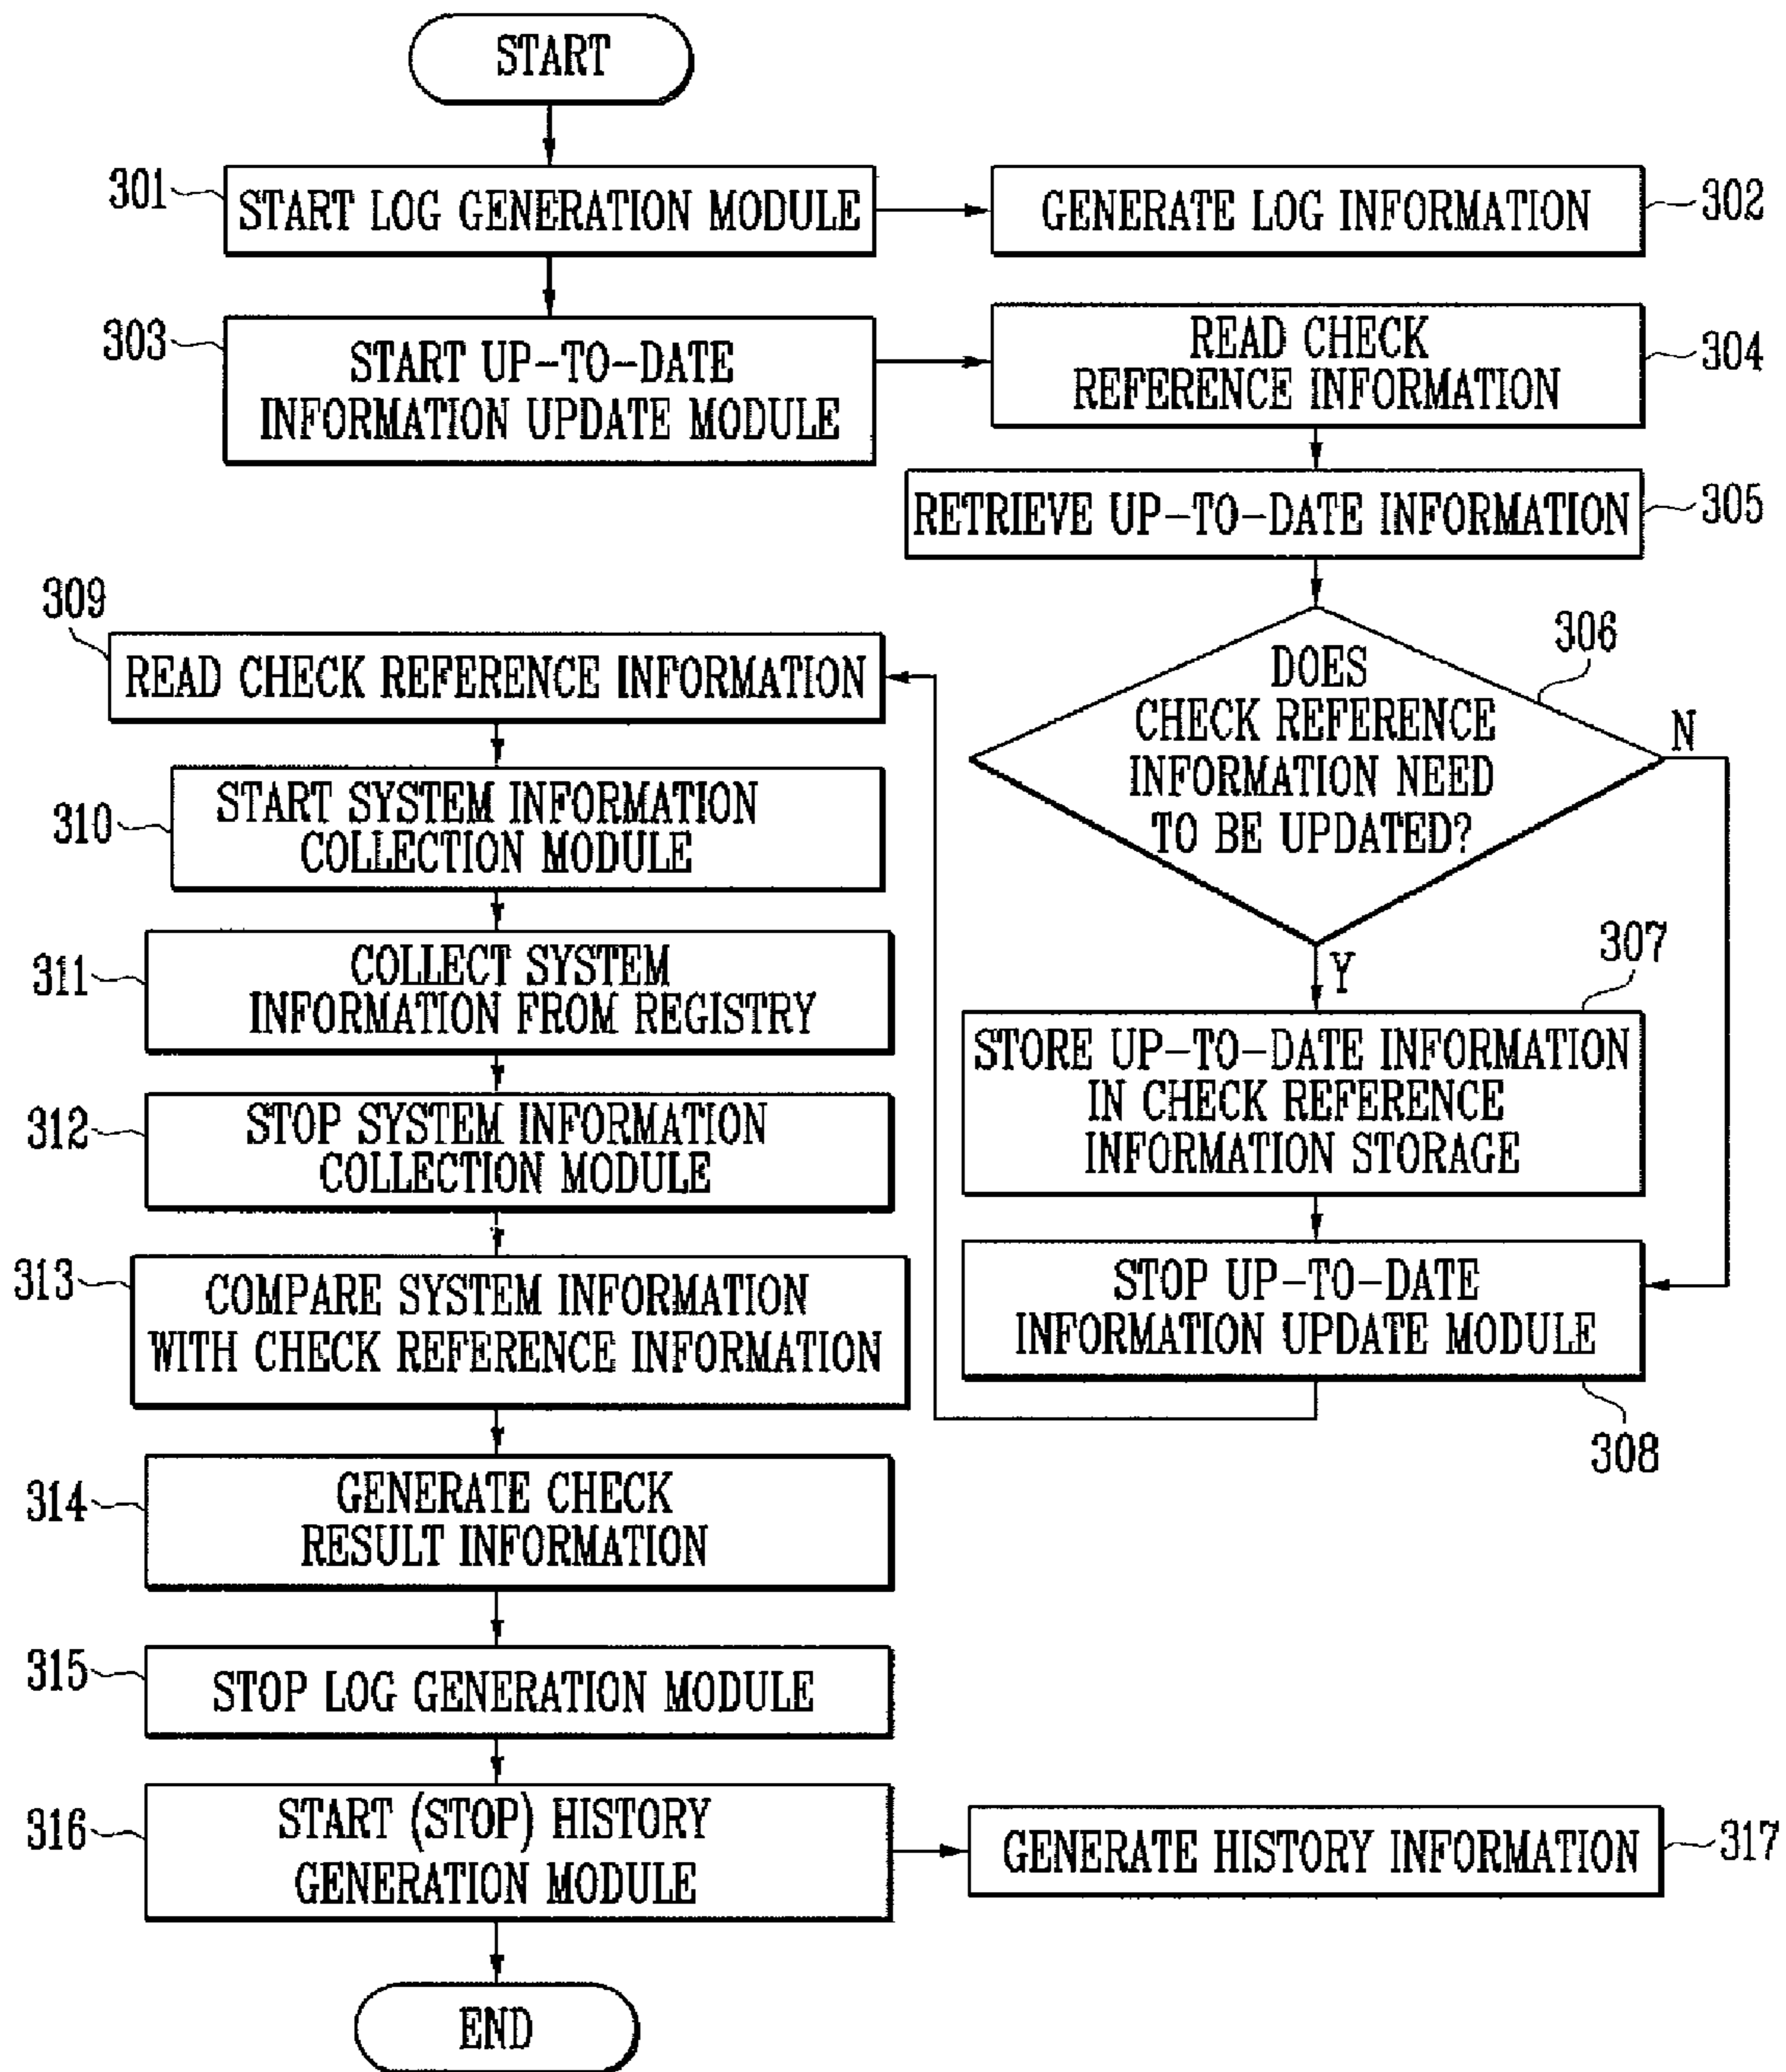 START
301
START LOG GENERATION MODULE
GENERATE LOG INFORMATION
302
303
START UP-TO-DATE
INFORMATION UPDATE MODULE
READ CHECK
REFERENCE INFORMATION
304
RETRIEVE UP-TO-DATE INFORMATION
305
DOES
CHECK REFERENCE
INFORMATION NEED
TO BE UPDATED?
306
N
Y
307
STORE UP-TO-DATE INFORMATION
IN CHECK REFERENCE
INFORMATION STORAGE
STOP UP-TO-DATE
INFORMATION UPDATE MODULE
308
309
READ CHECK REFERENCE INFORMATION
310
START SYSTEM INFORMATION
COLLECTION MODULE
311
COLLECT SYSTEM
INFORMATION FROM REGISTRY
312
STOP SYSTEM INFORMATION
COLLECTION MODULE
313
COMPARE SYSTEM INFORMATION
WITH CHECK REFERENCE INFORMATION
314
GENERATE CHECK
RESULT INFORMATION
315
STOP LOG GENERATION MODULE
316
START (STOP) HISTORY
GENERATION MODULE
GENERATE HISTORY INFORMATION
317
END